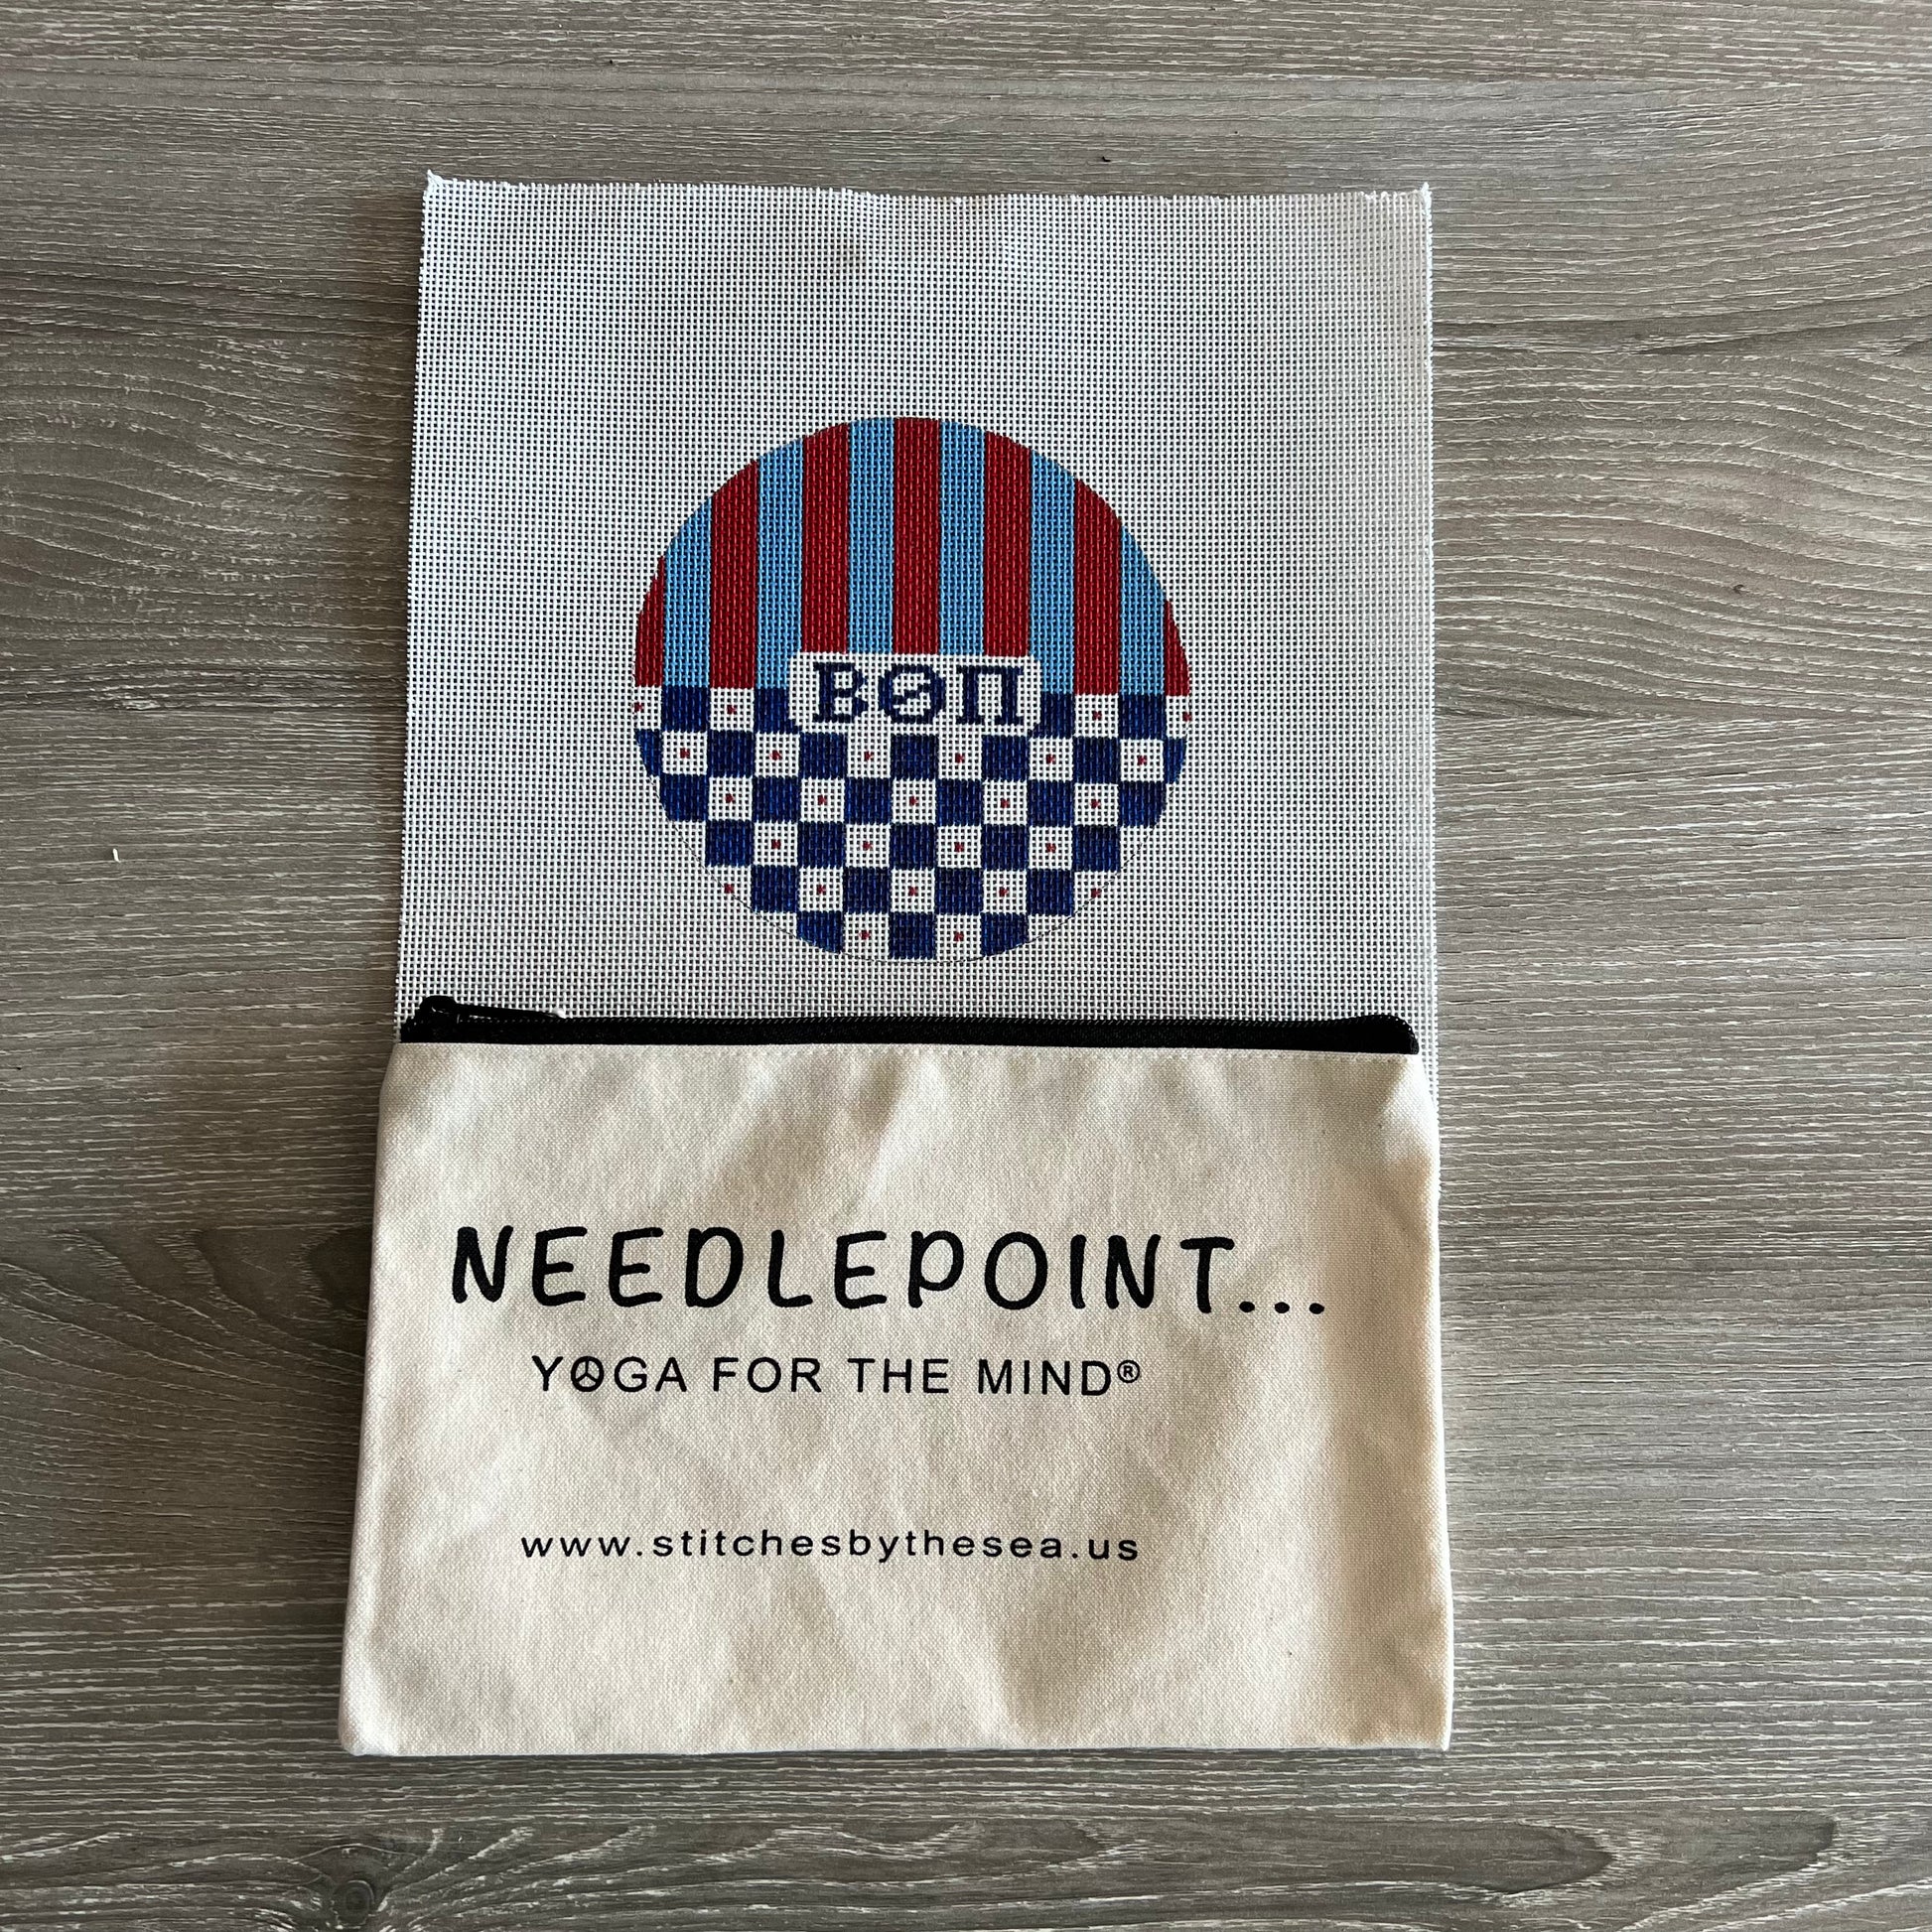 ΒΘΠ
NEEDLEPOINT...
YOGA FOR THE MIND®
www.stitchesbythesea.us